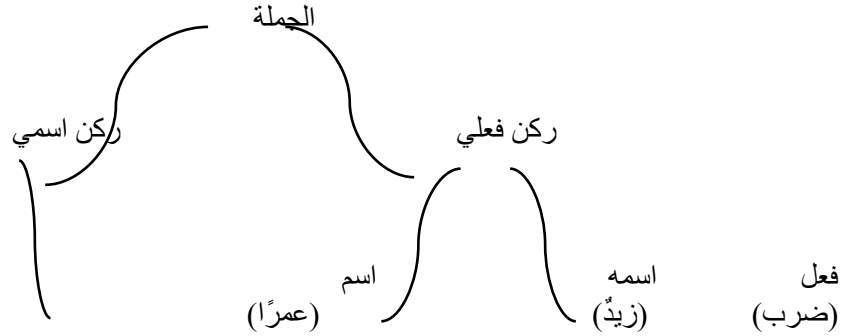 الجملة
ركن فعلي ركن اسمي
فعل اسمه اسم
(ضرب) (زيدٌ) (عمرًا)